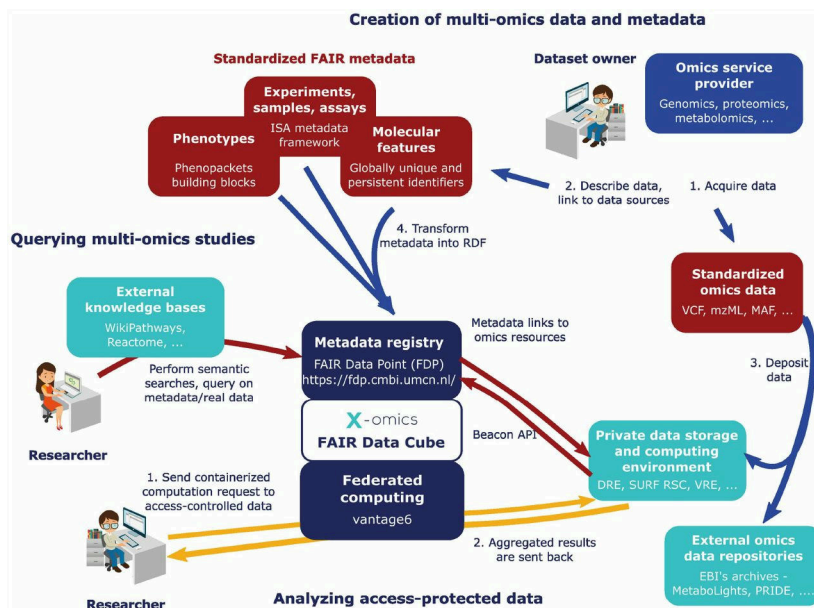 Creation of multi-omics data and metadata
Standardized FAIR metadata
Dataset owner
Omics service
provider
Genomics, proteomics,
metabolomics, ...
Experiments,
samples, assays
ISA metadata
framework
Phenotypes
Phenopackets
building blocks
Molecular
features
Globally unique and
persistent identifiers
2. Describe data,
link to data sources
1. Acquire data
4. Transform
metadata into RDF
Querying multi-omics studies
Standardized
omics data
VCF, mzML, MAF, ...
External
knowledge bases
WikiPathways,
Reactome, ...
Metadata registry
FAIR Data Point (FDP)
https://fdp.cmbi.umcn.nl/
Metadata links to
omics resources
3. Deposit
data
Perform semantic
searches, query on
metadata/real data
Researcher
X-omics
FAIR Data Cube
Beacon API
Private data storage
and computing
environment
DRE, SURF RSC, VRE, ...
1. Send containerized
computation request to
access-controlled data
Federated
computing
vantage6
2. Aggregated results
are sent back
External omics
data repositories
EBI's archives -
MetaboLights, PRIDE, ....
Researcher
Analyzing access-protected data